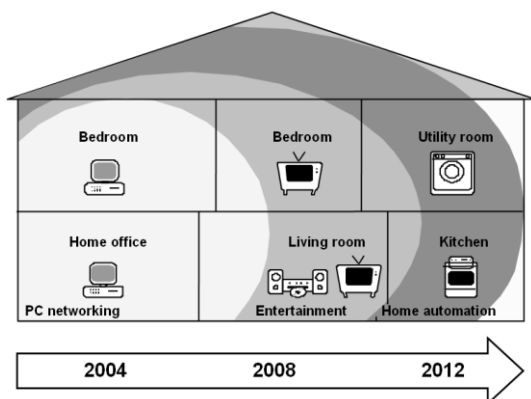 Bedroom Bedroom Utility room
Home office Living room Kitchen
PC networking Entertainment Home automation
2004 2008 2012